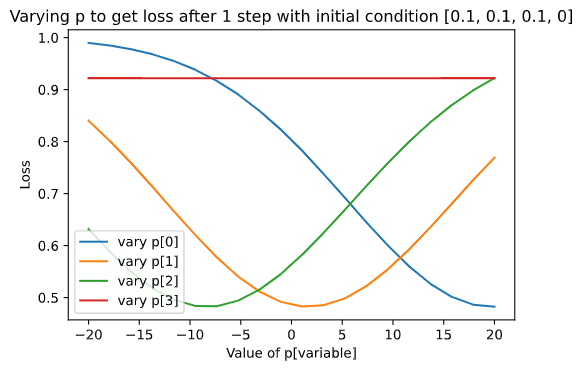 Varying p to get loss after 1 step with initial condition [0.1, 0.1, 0.1, 0]
1.0
0.9
0.8
0.7
0.6
0.5
Loss
vary p[0]
vary p[1]
vary p[2]
vary p[3]
−20 −15 −10 −5 0 5 10 15 20
Value of p[variable]